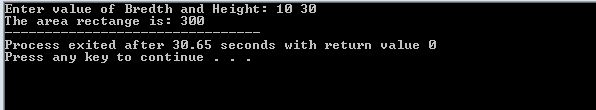 Enter value of Bredth and Height: 10 30
The area rectange is: 300
--------------------------------
Process exited after 30.65 seconds with return value 0
Press any key to continue . . .